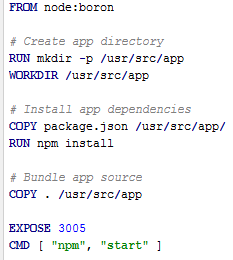 FROM node:boron
# Create app directory
RUN mkdir -p /usr/src/app
WORKDIR /usr/src/app
# Install app dependencies
COPY package.json /usr/src/app/
RUN npm install
# Bundle app source
COPY . /usr/src/app
EXPOSE 3005
CMD [ "npm", "start" ]